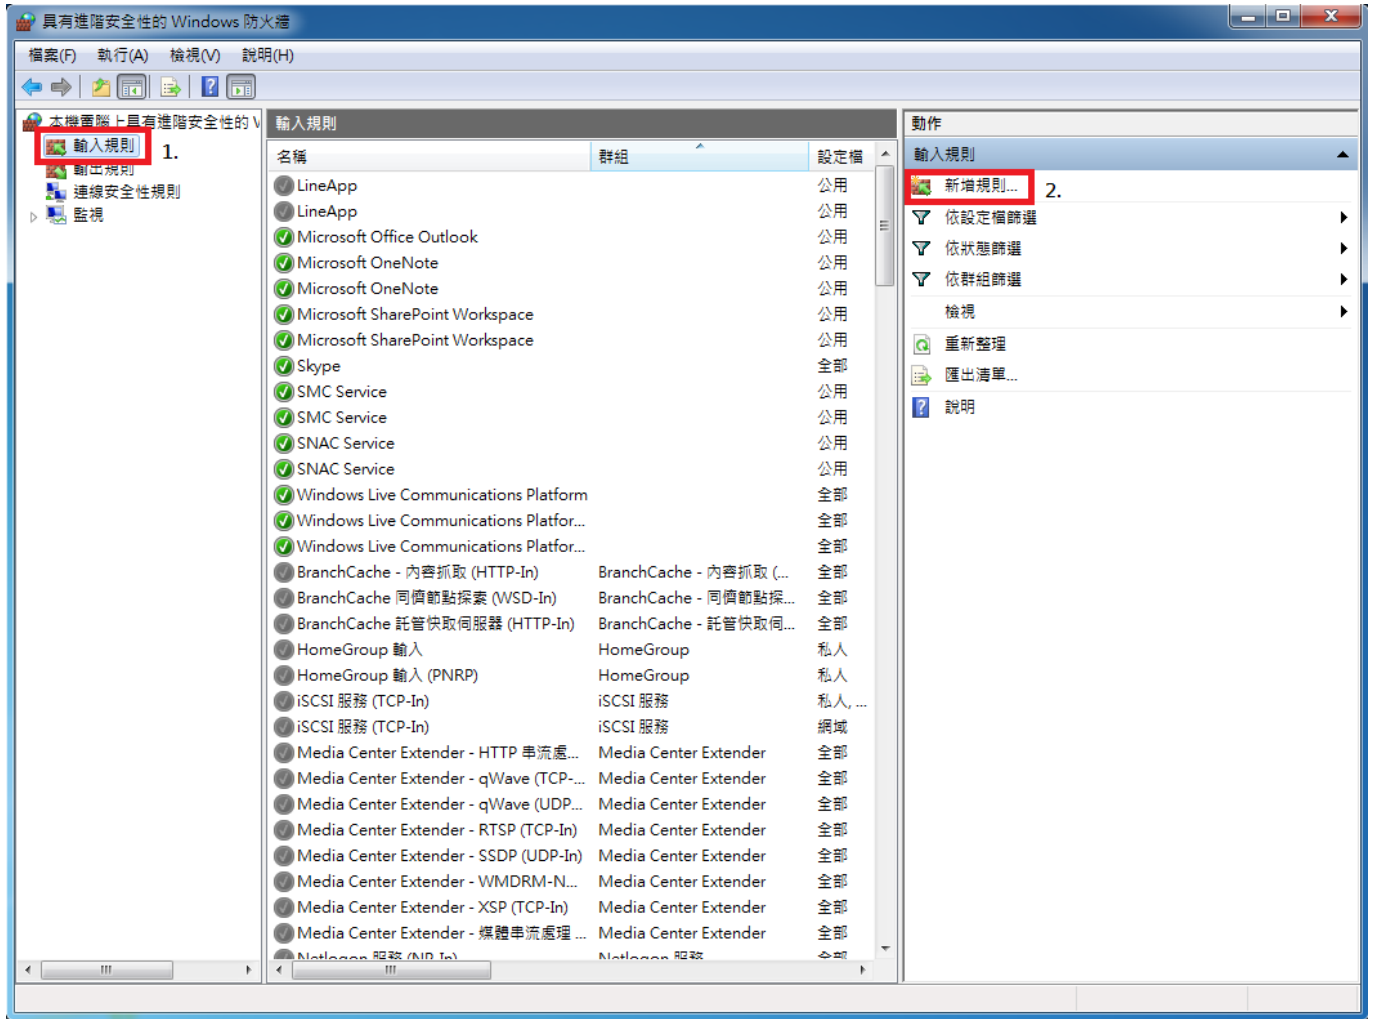 具有進階安全性的 Windows 防火牆
檔案(F) 執行(A) 檢視(V) 說明(H)
本機電腦上具有進階安全性的 V
輸入規則
1.
輸出規則
連線安全性規則
監視
輸入規則
名稱 群組 設定檔
LineApp 公用
LineApp 公用
Microsoft Office Outlook 公用
Microsoft OneNote 公用
Microsoft OneNote 公用
Microsoft SharePoint Workspace 公用
Microsoft SharePoint Workspace 公用
Skype 全部
SMC Service 公用
SMC Service 公用
SNAC Service 公用
SNAC Service 公用
Windows Live Communications Platform 全部
Windows Live Communications Platfor... 全部
Windows Live Communications Platfor... 全部
BranchCache - 內容抓取 (HTTP-In) BranchCache - 內容抓取 (... 全部
BranchCache 同儕節點探索 (WSD-In) BranchCache - 同儕節點探... 全部
BranchCache 託管快取伺服器 (HTTP-In) BranchCache - 託管快取伺... 全部
HomeGroup 輸入 HomeGroup 私人
HomeGroup 輸入 (PNRP) HomeGroup 私人
iSCSI 服務 (TCP-In) iSCSI 服務 私人, ...
iSCSI 服務 (TCP-In) iSCSI 服務 網域
Media Center Extender - HTTP 串流處... Media Center Extender 全部
Media Center Extender - qWave (TCP-... Media Center Extender 全部
Media Center Extender - qWave (UDP... Media Center Extender 全部
Media Center Extender - RTSP (TCP-In) Media Center Extender 全部
Media Center Extender - SSDP (UDP-In) Media Center Extender 全部
Media Center Extender - WMDRM-N... Media Center Extender 全部
Media Center Extender - XSP (TCP-In) Media Center Extender 全部
Media Center Extender - 媒體串流處理 ... Media Center Extender 全部
Netlogon 服務 (NP-In) Netlogon 服務 全部
動作
輸入規則
新增規則...
2.
依設定檔篩選
依狀態篩選
依群組篩選
檢視
重新整理
匯出清單...
說明